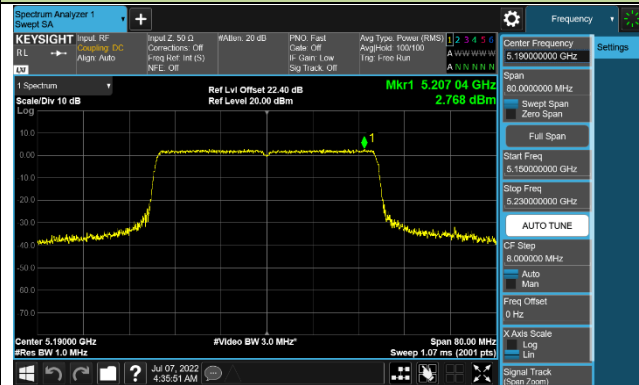 Spectrum Analyzer 1
Swept SA
Frequency
KEYSIGHT
RL
Input: RF
Coupling: DC
Align: Auto
Input Z: 50 Ω
Corrections: Off
Freq Ref: Int (S)
NFE: Off
#Atten: 20 dB
PNO: Fast
Gate: Off
IF Gain: Low
Sig Track: Off
Avg Type: Power (RMS)
Avg|Hold: 100/100
Trig: Free Run
1 2 3 4 5 6
A W W W W W
A N N N N N
LXI
1 Spectrum
Scale/Div 10 dB
Log
Ref Lvl Offset 22.40 dB
Ref Level 20.00 dBm
Mkr1 5.207 04 GHz
2.768 dBm
1
10.0
0.00
-10.0
-20.0
-30.0
-40.0
-50.0
-60.0
-70.0
Center 5.19000 GHz
#Res BW 1.0 MHz
#Video BW 3.0 MHz*
Span 80.00 MHz
Sweep 1.07 ms (2001 pts)
Jul 07, 2022
4:35:51 AM
Settings
Center Frequency
5.190000000 GHz
Span
80.0000000 MHz
Swept Span
Zero Span
Full Span
Start Freq
5.150000000 GHz
Stop Freq
5.230000000 GHz
AUTO TUNE
CF Step
8.000000 MHz
Auto
Man
Freq Offset
0 Hz
X Axis Scale
Log
Lin
Signal Track
(Span Zoom)